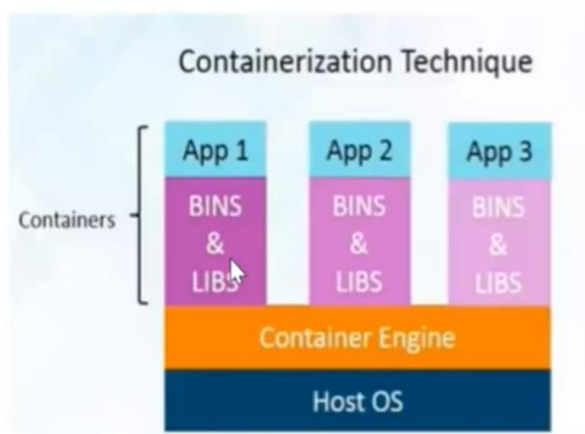 Containerization Technique
App 1
App 2
App 3
Containers
BINS
&
LIBS
BINS
&
LIBS
BINS
&
LIBS
Container Engine
Host OS